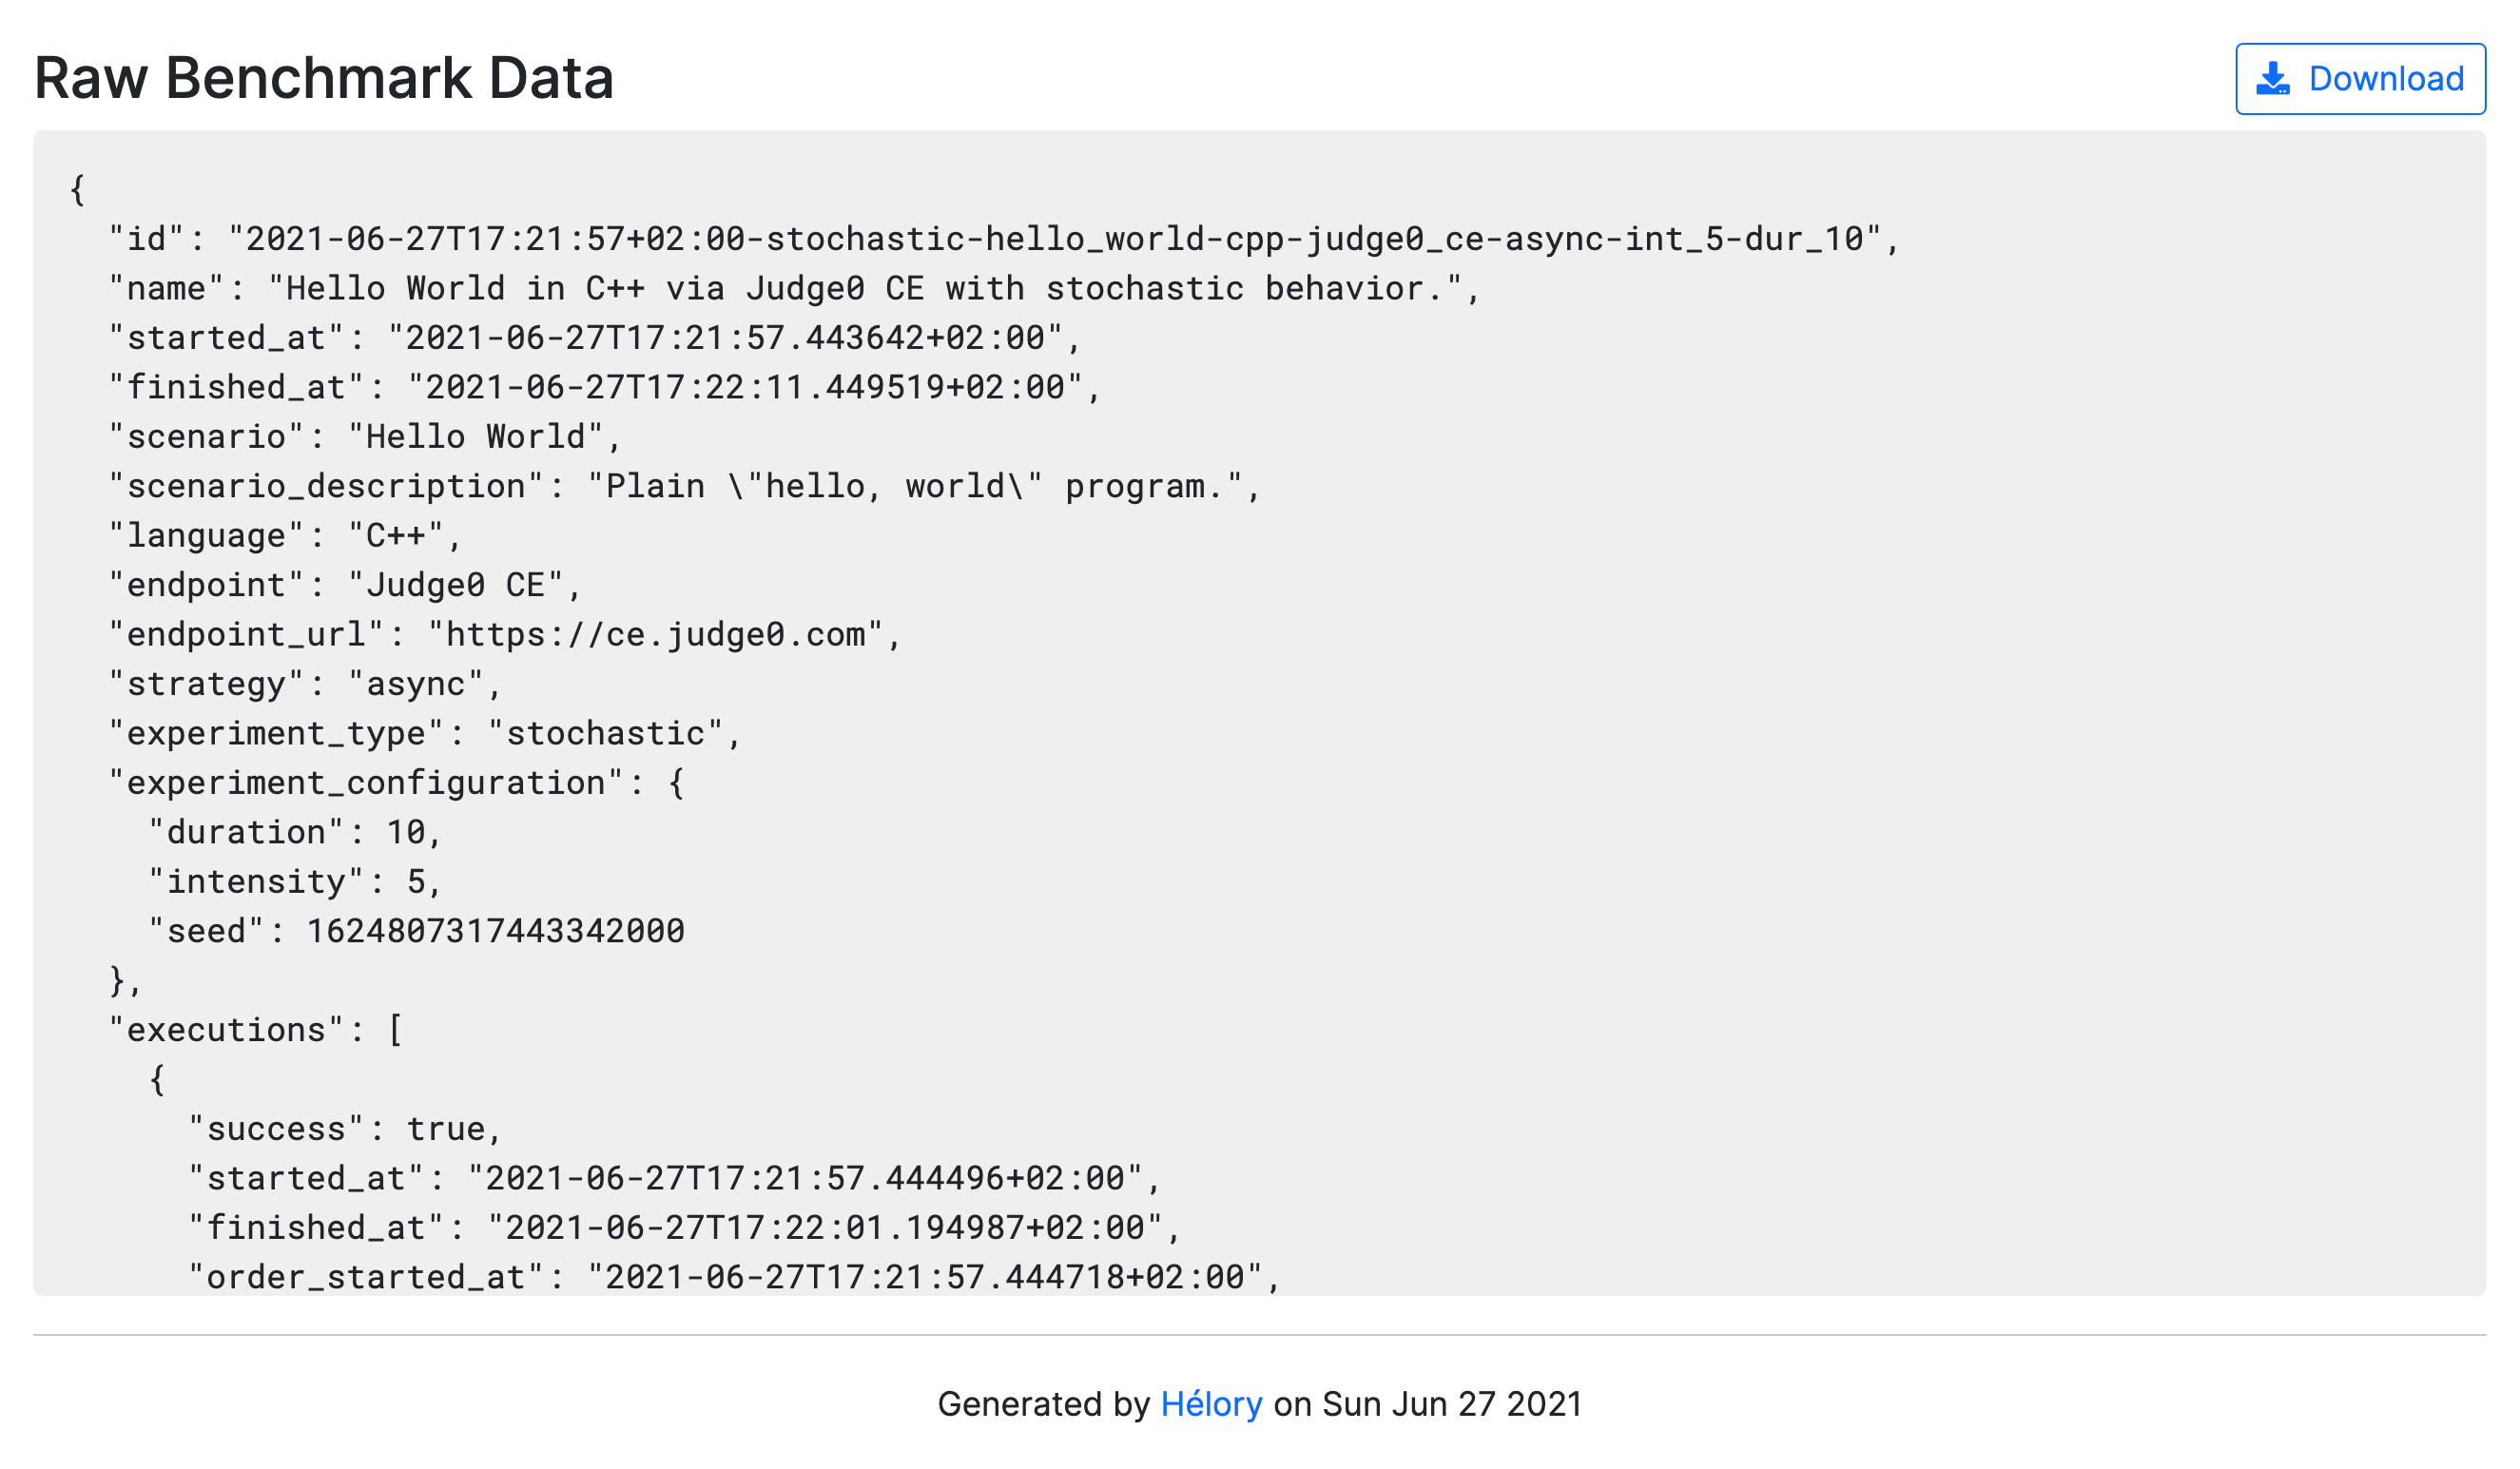 Raw Benchmark Data
Download
{
  "id": "2021-06-27T17:21:57+02:00-stochastic-hello_world-cpp-judge0_ce-async-int_5-dur_10",
  "name": "Hello World in C++ via Judge0 CE with stochastic behavior.",
  "started_at": "2021-06-27T17:21:57.443642+02:00",
  "finished_at": "2021-06-27T17:22:11.449519+02:00",
  "scenario": "Hello World",
  "scenario_description": "Plain \"hello, world\" program.",
  "language": "C++",
  "endpoint": "Judge0 CE",
  "endpoint_url": "https://ce.judge0.com",
  "strategy": "async",
  "experiment_type": "stochastic",
  "experiment_configuration": {
    "duration": 10,
    "intensity": 5,
    "seed": 1624807317443342000
  },
  "executions": [
    {
      "success": true,
      "started_at": "2021-06-27T17:21:57.444496+02:00",
      "finished_at": "2021-06-27T17:22:01.194987+02:00",
      "order_started_at": "2021-06-27T17:21:57.444718+02:00",
Generated by Hélory on Sun Jun 27 2021